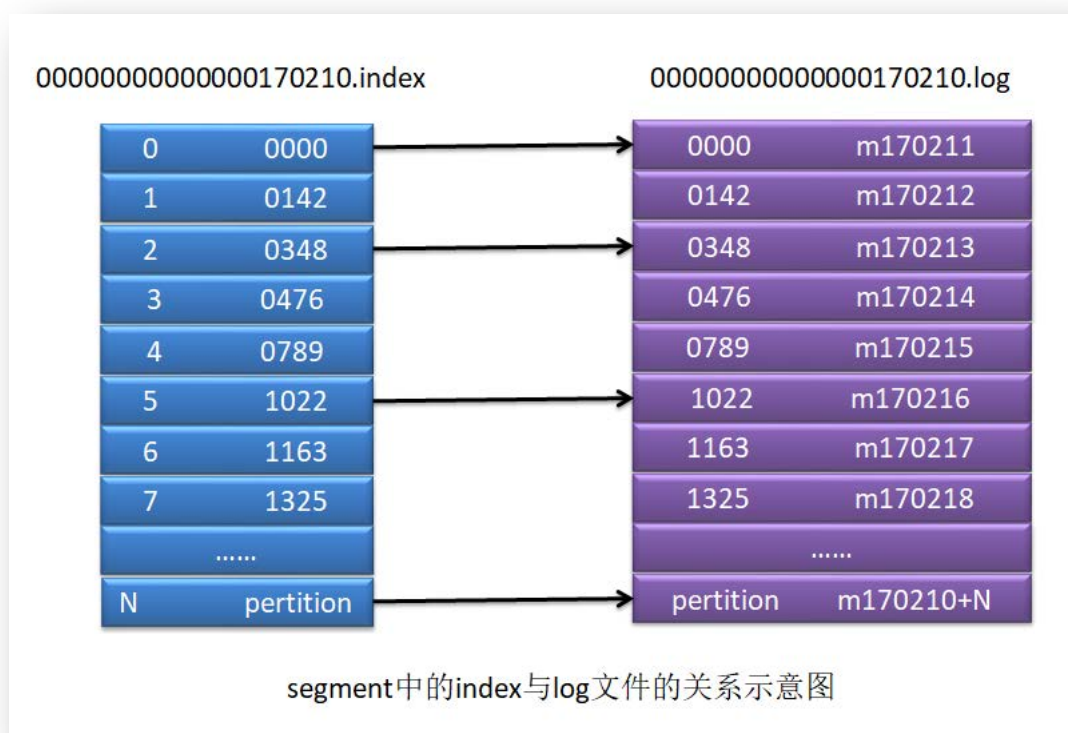 00000000000000170210.index 00000000000000170210.log
0 0000 0000 m170211
1 0142 0142 m170212
2 0348 0348 m170213
3 0476 0476 m170214
4 0789 0789 m170215
5 1022 1022 m170216
6 1163 1163 m170217
7 1325 1325 m170218
...... ......
N pertition pertition m170210+N
segment中的index与log文件的关系示意图